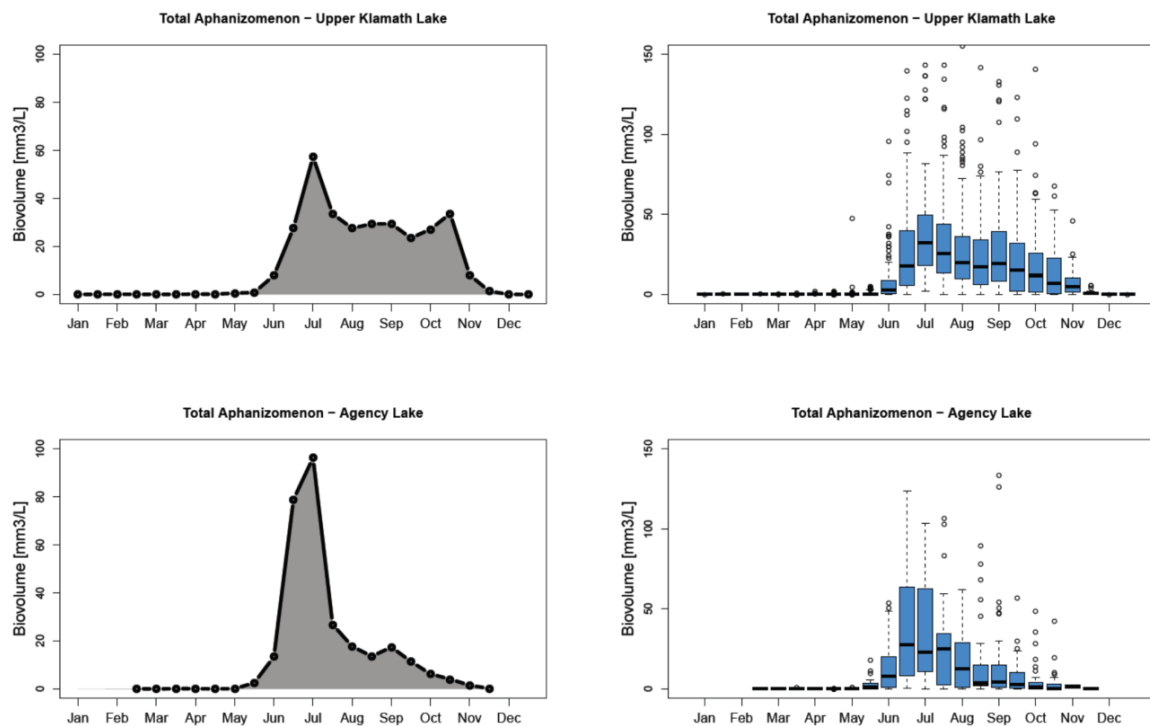 Total Aphanizomenon − Upper Klamath Lake
Biovolume [mm3/L]
100
80
60
40
20
0
Jan Feb Mar Apr May Jun Jul Aug Sep Oct Nov Dec
Total Aphanizomenon − Upper Klamath Lake
Biovolume [mm3/L]
150
100
50
0
Jan Feb Mar Apr May Jun Jul Aug Sep Oct Nov Dec
Total Aphanizomenon − Agency Lake
Biovolume [mm3/L]
100
80
60
40
20
0
Jan Feb Mar Apr May Jun Jul Aug Sep Oct Nov Dec
Total Aphanizomenon − Agency Lake
Biovolume [mm3/L]
150
100
50
0
Jan Feb Mar Apr May Jun Jul Aug Sep Oct Nov Dec